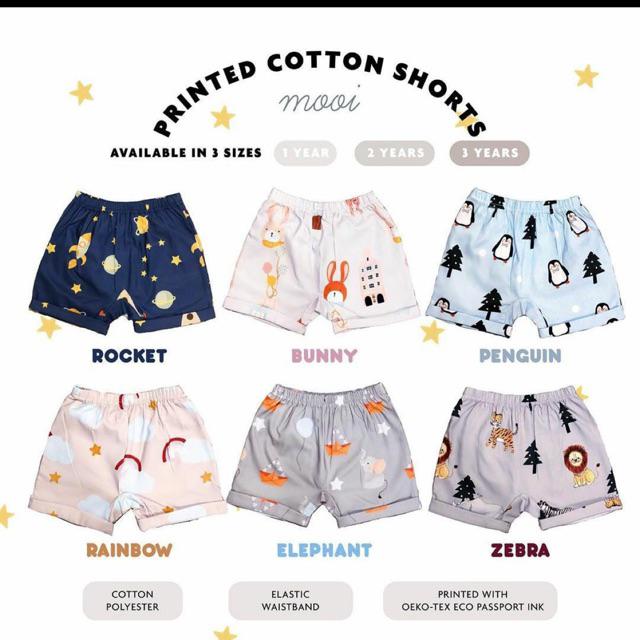 PRINTED COTTON SHORTS
mooi
AVAILABLE IN 3 SIZES 1 YEAR 2 YEARS 3 YEARS
ROCKET BUNNY PENGUIN
RAINBOW ELEPHANT ZEBRA
COTTON
POLYESTER
ELASTIC
WAISTBAND
PRINTED WITH
OEKO-TEX ECO PASSPORT INK